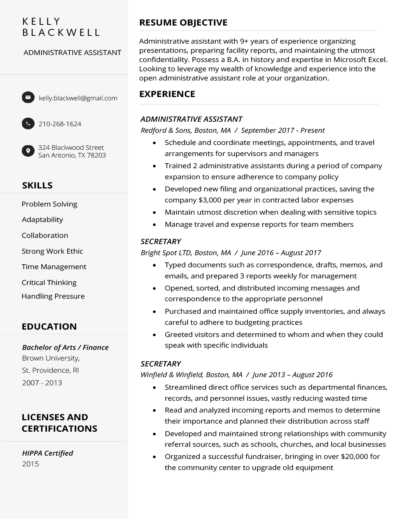 KELLY
BLACKWELL
ADMINISTRATIVE ASSISTANT
kelly.blackwell@gmail.com
210-268-1624
324 Blackwood Street
San Antonio, TX 78203
SKILLS
Problem Solving
Adaptability
Collaboration
Strong Work Ethic
Time Management
Critical Thinking
Handling Pressure
EDUCATION
Bachelor of Arts / Finance
Brown University,
St. Providence, RI
2007 - 2013
LICENSES AND
CERTIFICATIONS
HIPPA Certified
2015
RESUME OBJECTIVE
Administrative assistant with 9+ years of experience organizing
presentations, preparing facility reports, and maintaining the utmost
confidentiality. Possess a B.A. in history and expertise in Microsoft Excel.
Looking to leverage my wealth of knowledge and experience into the
open administrative assistant role at your organization.
EXPERIENCE
ADMINISTRATIVE ASSISTANT
Redford & Sons, Boston, MA / September 2017 - Present
• Schedule and coordinate meetings, appointments, and travel
arrangements for supervisors and managers
• Trained 2 administrative assistants during a period of company
expansion to ensure adherence to company policy
• Developed new filing and organizational practices, saving the
company $3,000 per year in contracted labor expenses
• Maintain utmost discretion when dealing with sensitive topics
• Manage travel and expense reports for team members
SECRETARY
Bright Spot LTD, Boston, MA / June 2016 – August 2017
• Typed documents such as correspondence, drafts, memos, and
emails, and prepared 3 reports weekly for management
• Opened, sorted, and distributed incoming messages and
correspondence to the appropriate personnel
• Purchased and maintained office supply inventories, and always
careful to adhere to budgeting practices
• Greeted visitors and determined to whom and when they could
speak with specific individuals
SECRETARY
Winfield & Winfield, Boston, MA / June 2013 – August 2016
• Streamlined direct office services such as departmental finances,
records, and personnel issues, vastly reducing wasted time
• Read and analyzed incoming reports and memos to determine
their importance and planned their distribution across staff
• Developed and maintained strong relationships with community
referral sources, such as schools, churches, and local businesses
• Organized a successful fundraiser, bringing in over $20,000 for
the community center to upgrade old equipment